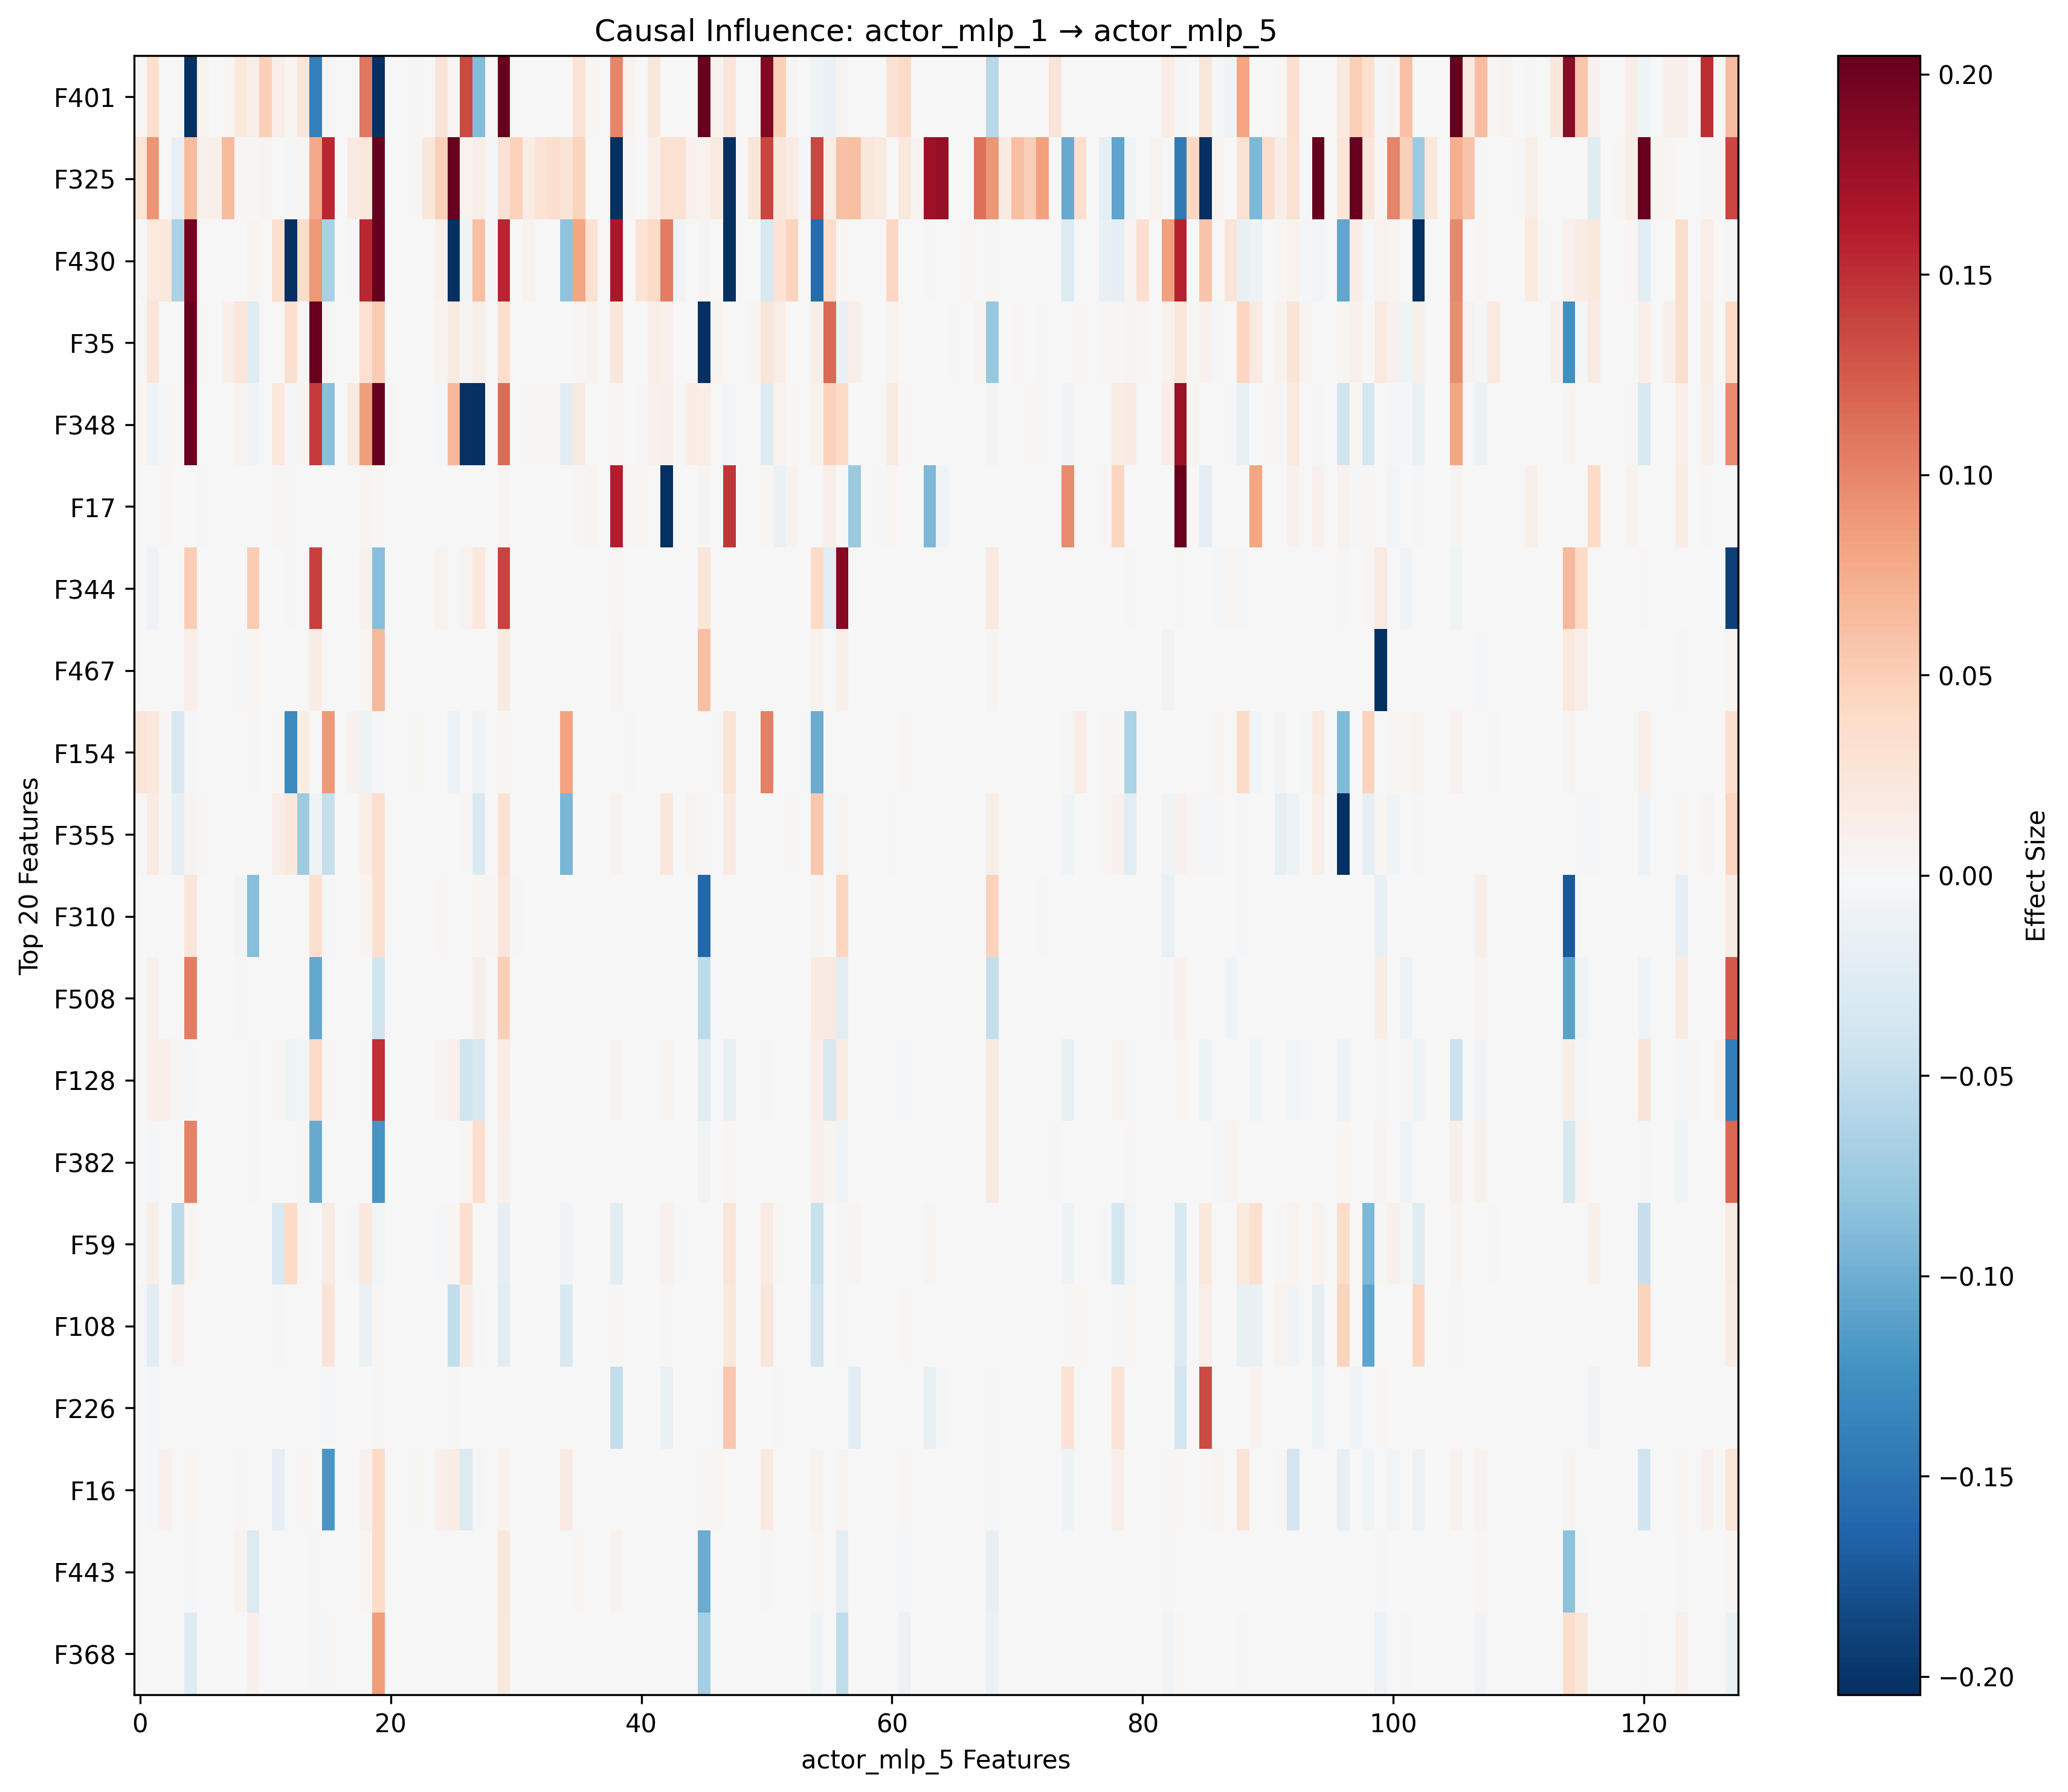 Causal Influence: actor_mlp_1 → actor_mlp_5
F401
F325
F430
F35
F348
F17
F344
F467
F154
F355
F310
F508
F128
F382
F59
F108
F226
F16
F443
F368
Top 20 Features
0 20 40 60 80 100 120
actor_mlp_5 Features
0.20
0.15
0.10
0.05
0.00
−0.05
−0.10
−0.15
−0.20
Effect Size